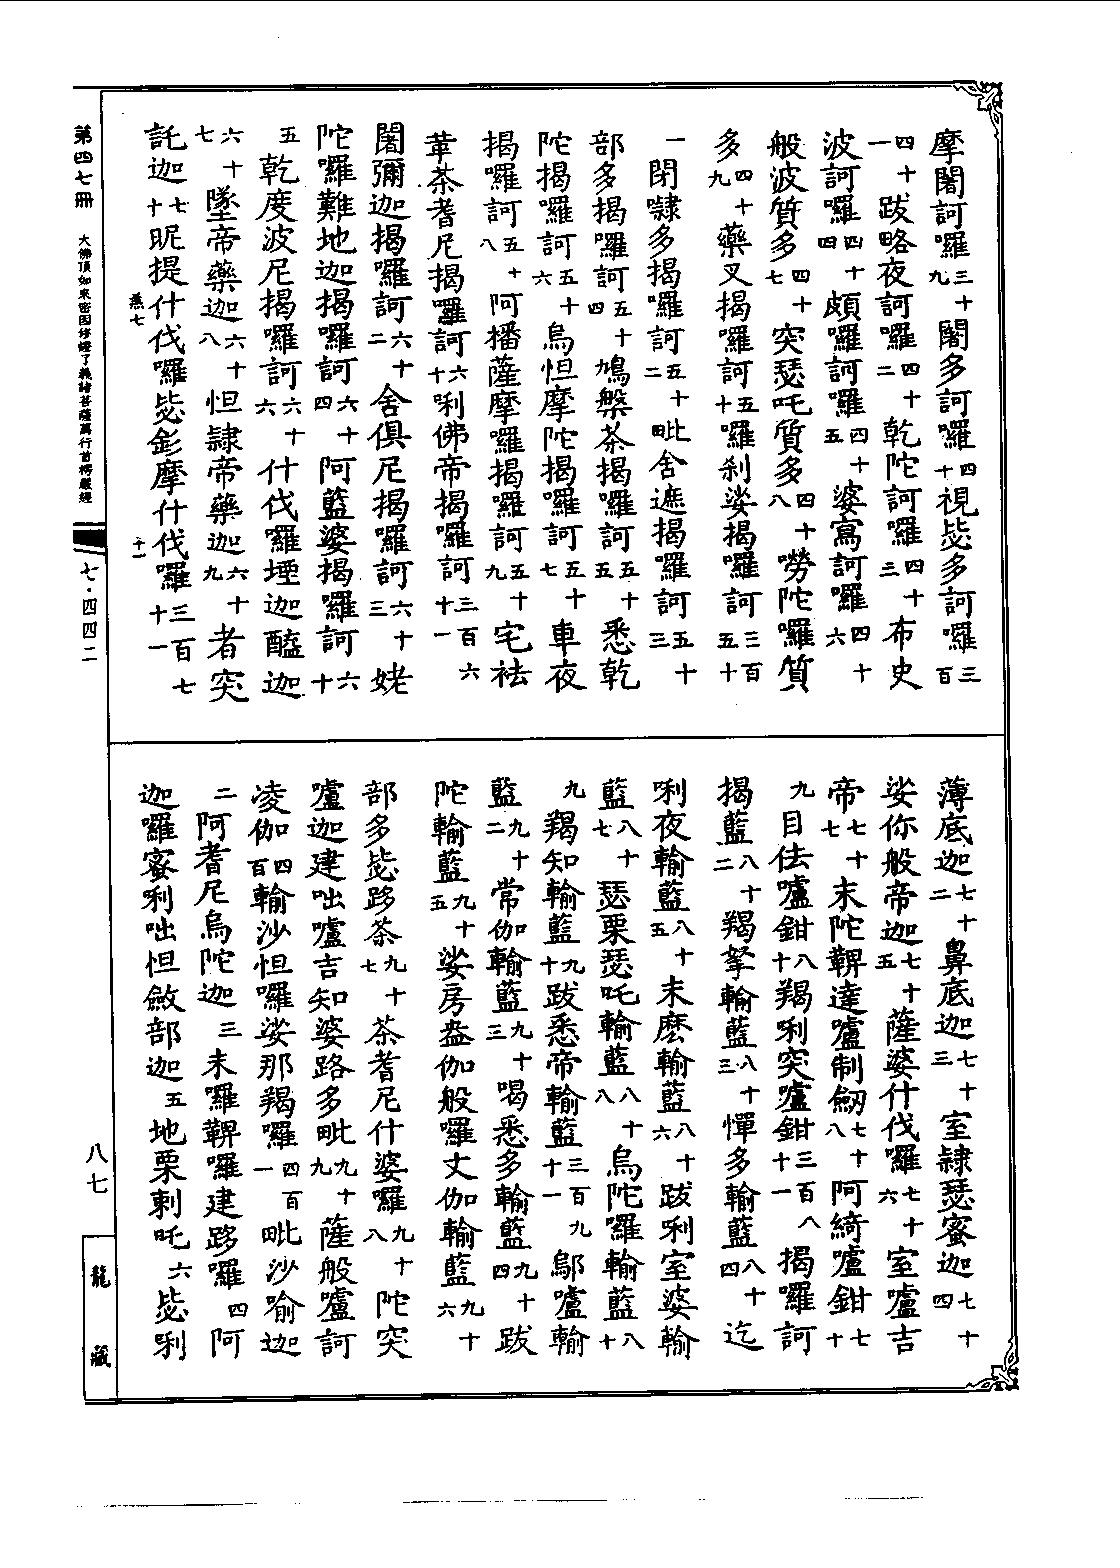 摩闍訶囉三十九闍多訶囉四十視毖多訶囉三百
四十一跋略夜訶囉四十二乾陀訶囉四十三布史
波訶囉四十四頗囉訶囉四十五婆寫訶囉四十六
般波質多四十七突瑟吒質多四十八嘮陀囉質
多四十九藥叉揭囉訶五十囉剎娑揭囉訶三百五十
一閉㘑多揭囉訶五十二毗舍遮揭囉訶五十三
部多揭囉訶五十四鳩槃茶揭囉訶五十五悉乾
陀揭囉訶五十六烏怛摩陀揭囉訶五十七車夜
揭囉訶五十八阿播薩摩囉揭囉訶五十九宅祛
革茶耆尼揭囉訶六十唎佛帝揭囉訶三百六十一
闍彌迦揭囉訶六十二舍俱尼揭囉訶六十三姥
陀囉難地迦揭囉訶六十四阿藍婆揭囉訶六十
五乾度波尼揭囉訶六十六什伐囉堙迦醯迦
六十七墜帝藥迦六十八怛隸帝藥迦六十九者突
託迦七十昵提什伐囉毖釤摩什伐囉三百七十一
薄底迦七十二鼻底迦七十三室隸瑟蜜迦七十四
娑你般帝迦七十五薩婆什伐囉七十六室嚧吉
帝七十七末陀鞞達嚧制劒七十八阿綺嚧鉗七十
九目佉嚧鉗八十羯唎突嚧鉗三百八十一揭囉訶
揭藍八十二羯拏輸藍八十三憚多輸藍八十四迄
唎夜輸藍八十五末麼輸藍八十六跋唎室婆輸
藍八十七瑟栗瑟吒輸藍八十八烏陀囉輸藍八十
九羯知輸藍九十跋悉帝輸藍三百九十一鄔嚧輸
藍九十二常伽輸藍九十三喝悉多輸藍九十四跋
陀輸藍九十五娑房盎伽般囉丈伽輸藍九十六
部多毖跢茶九十七茶耆尼什婆囉九十八陀突
嚧迦建咄嚧吉知婆路多毗九十九薩般嚧訶
凌伽四百輸沙怛囉娑那羯囉四百一毗沙喻迦
二阿耆尼烏陀迦三末囉鞞囉建跢囉四阿
迦囉蜜唎咄怛斂部迦五地栗剌吒六毖唎
第四七冊
大佛頂如來密因修證了義諸菩薩萬行首楞嚴經
燕七
十二
七·四四二
八七
龍藏